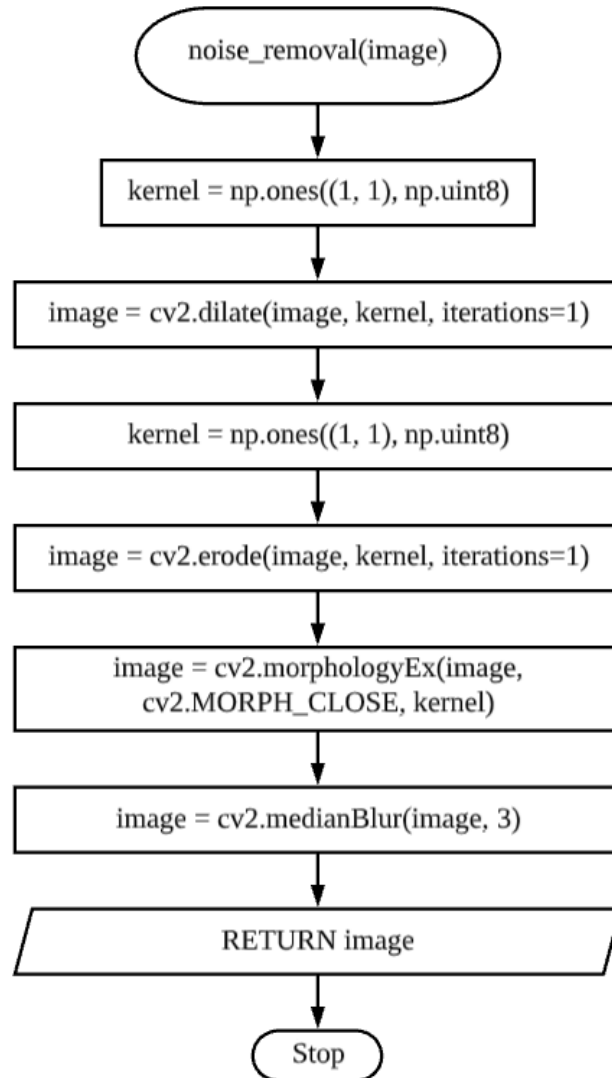 noise_removal(image)
kernel = np.ones((1, 1), np.uint8)
image = cv2.dilate(image, kernel, iterations=1)
kernel = np.ones((1, 1), np.uint8)
image = cv2.erode(image, kernel, iterations=1)
image = cv2.morphologyEx(image,
cv2.MORPH_CLOSE, kernel)
image = cv2.medianBlur(image, 3)
RETURN image
Stop